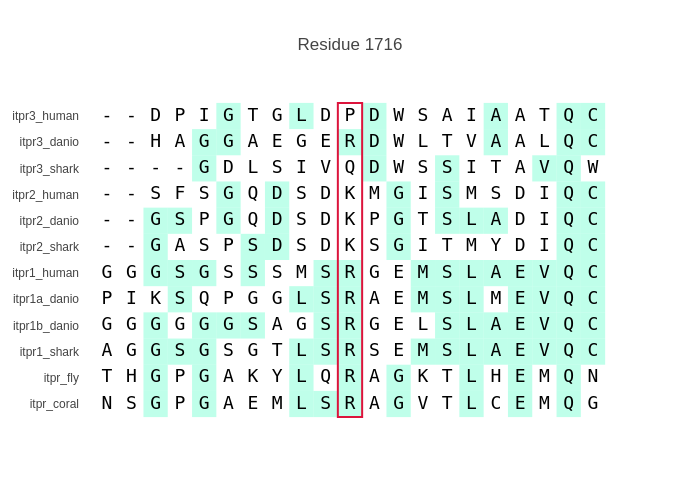 Residue 1716
itpr3_human - - D P I G T G L D P D W S A I A A T Q C
itpr3_danio - - H A G G A E G E R D W L T V A A L Q C
itpr3_shark - - - - G D L S I V Q D W S S I T A V Q W
itpr2_human - - S F S G Q D S D K M G I S M S D I Q C
itpr2_danio - - G S P G Q D S D K P G T S L A D I Q C
itpr2_shark - - G A S P S D S D K S G I T M Y D I Q C
itpr1_human G G G S G S S S M S R G E M S L A E V Q C
itpr1a_danio P I K S Q P G G L S R A E M S L M E V Q C
itpr1b_danio G G G G G G S A G S R G E L S L A E V Q C
itpr1_shark A G G S G S G T L S R S E M S L A E V Q C
itpr_fly T H G P G A K Y L Q R A G K T L H E M Q N
itpr_coral N S G P G A E M L S R A G V T L C E M Q G